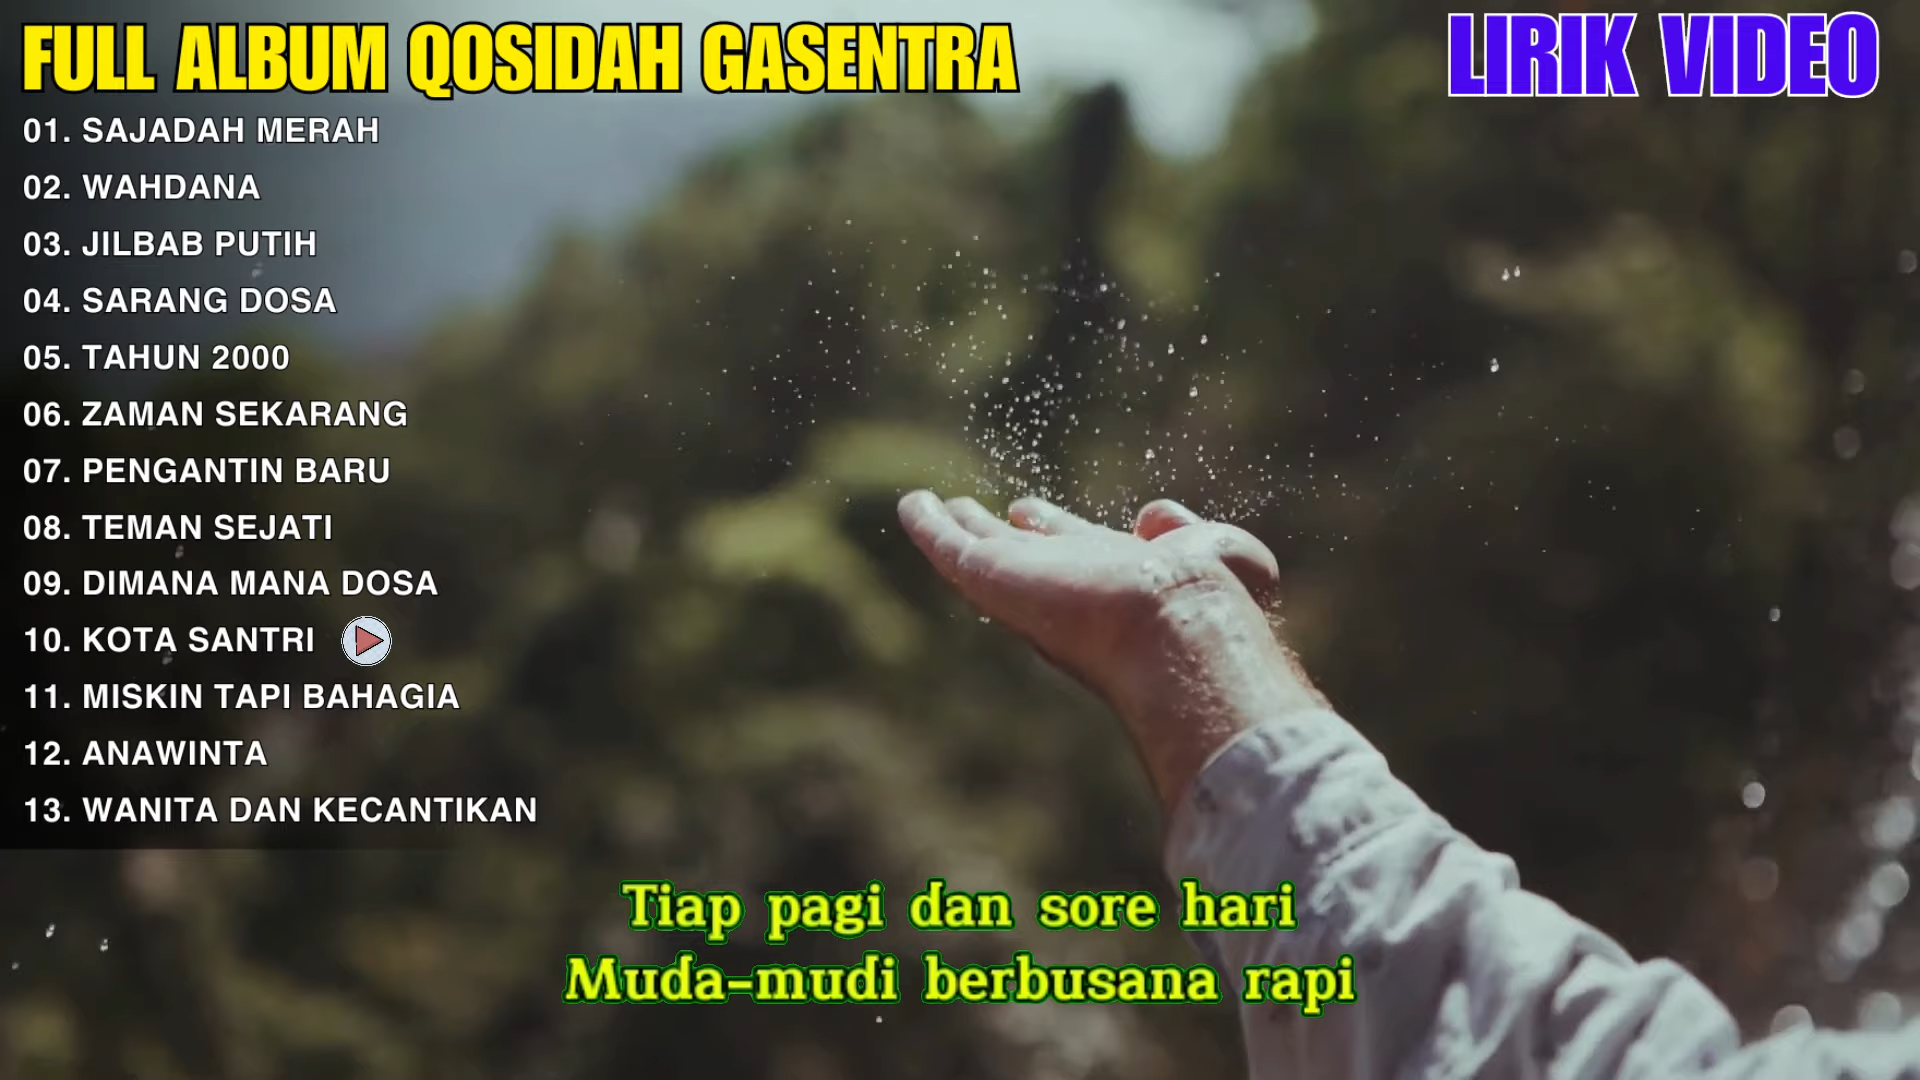 FULL ALBUM QOSIDAH GASENTRA
LIRIK VIDEO
01. SAJADAH MERAH
02. WAHDANA
03. JILBAB PUTIH
04. SARANG DOSA
05. TAHUN 2000
06. ZAMAN SEKARANG
07. PENGANTIN BARU
08. TEMAN SEJATI
09. DIMANA MANA DOSA
10. KOTA SANTRI
11. MISKIN TAPI BAHAGIA
12. ANAWINTA
13. WANITA DAN KECANTIKAN
Tiap pagi dan sore hari
Muda-mudi berbusana rapi